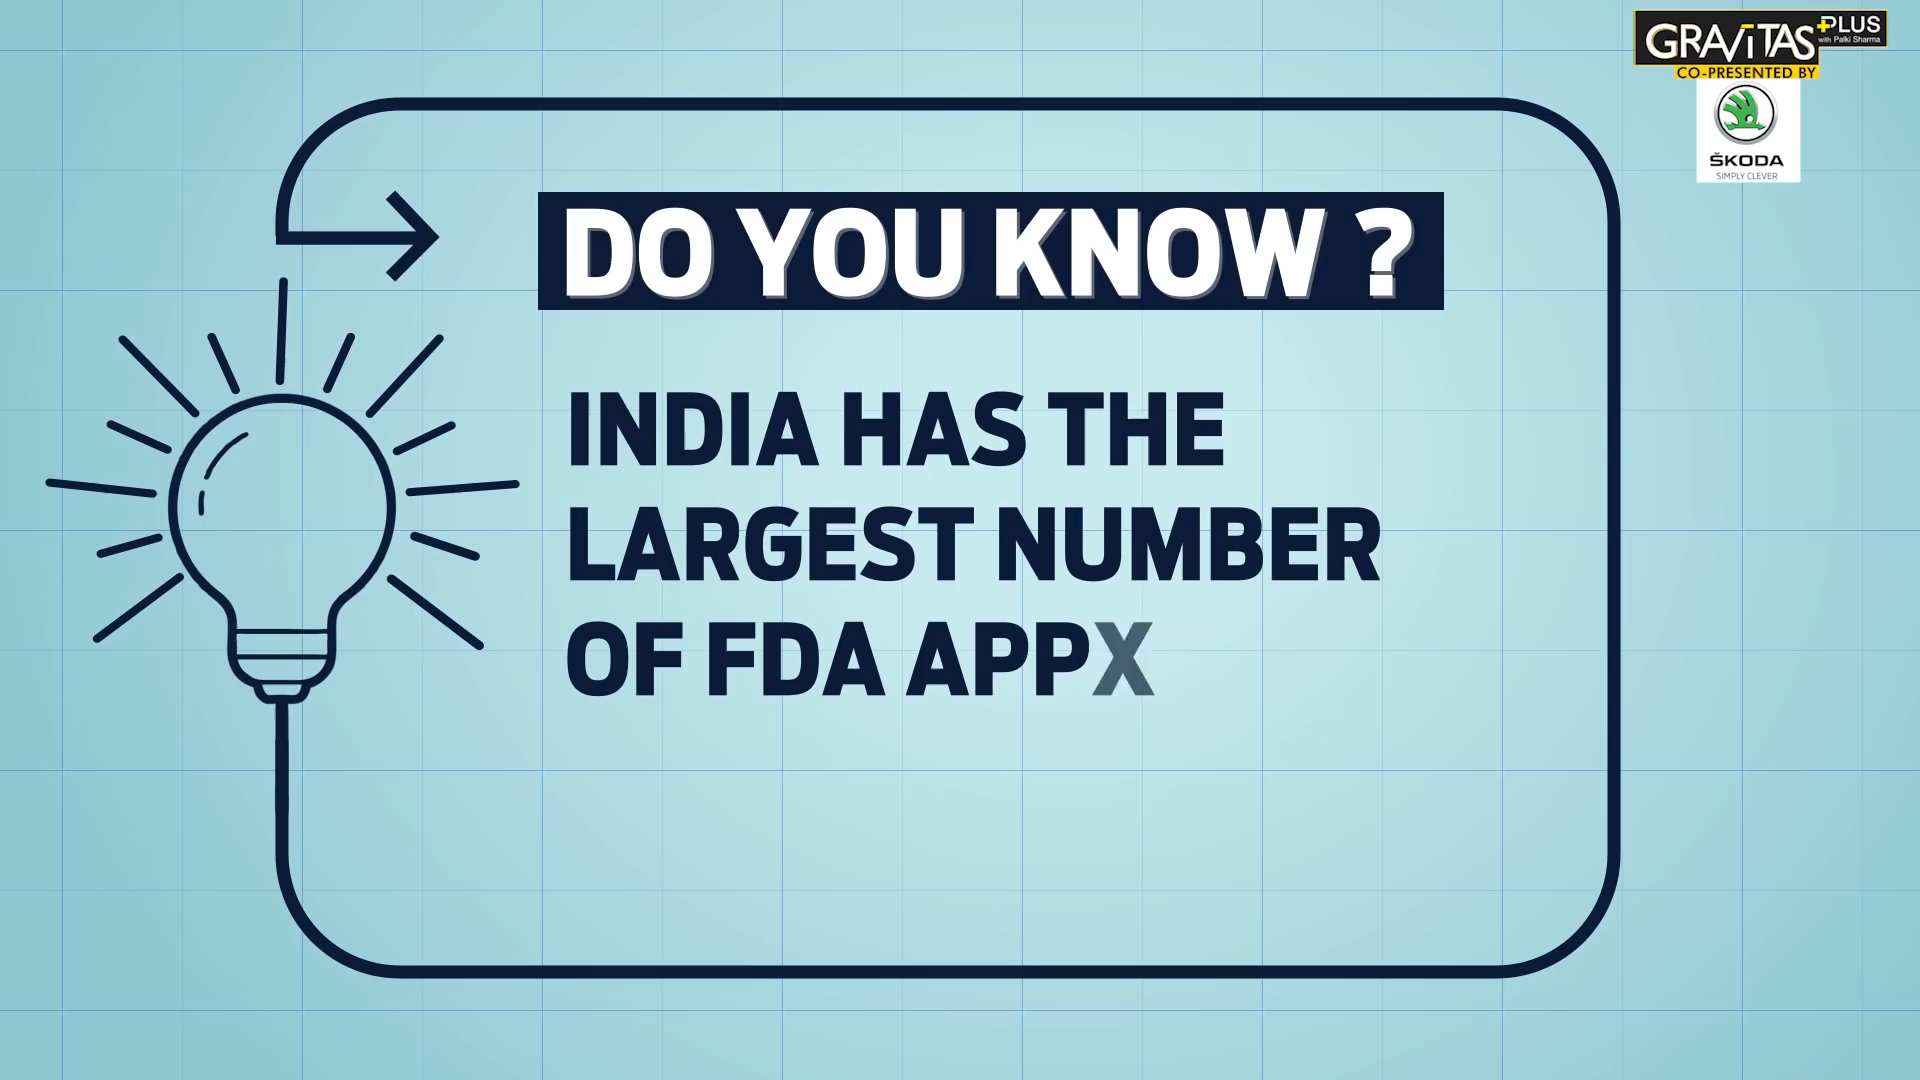 GRAVITAS PLUS
with Palki Sharma
CO-PRESENTED BY
ŠKODA
SIMPLY CLEVER
DO YOU KNOW ?
INDIA HAS THE
LARGEST NUMBER
OF FDA APPX